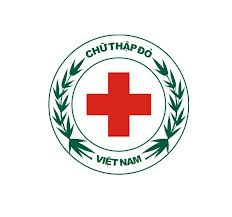 CHỮ THẬP ĐỎ
VIỆT NAM